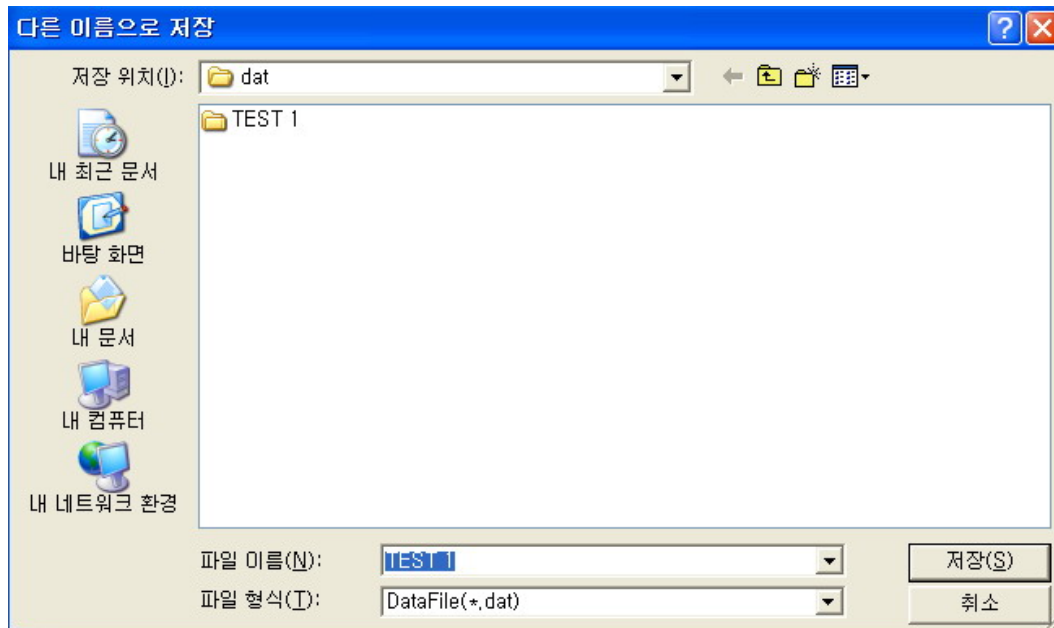 다른 이름으로 저장
저장 위치(I): dat
TEST 1
내 최근 문서
바탕 화면
내 문서
내 컴퓨터
내 네트워크 환경
파일 이름(N): TEST 1 저장(S)
파일 형식(T): DataFile(*.dat) 취소